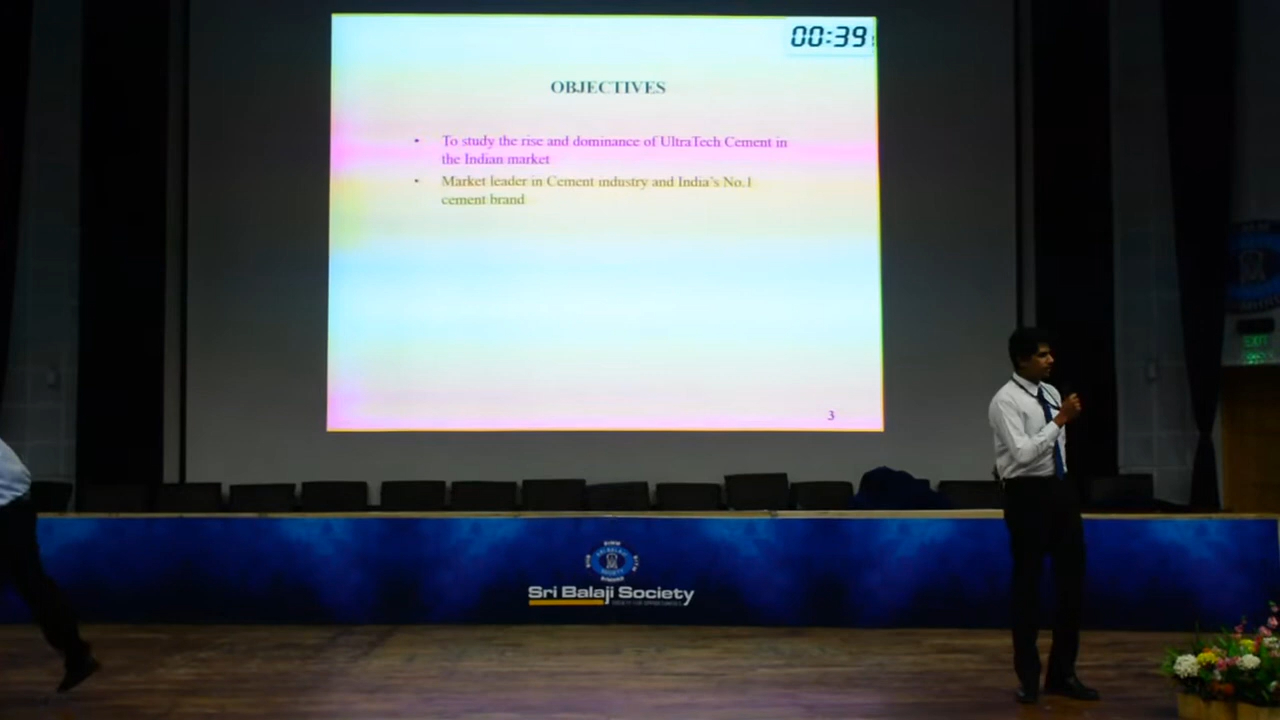 00:39
OBJECTIVES
• To study the rise and dominance of UltraTech Cement in
the Indian market
• Market leader in Cement industry and India's No.1
cement brand
3
EXIT
Sri Balaji Society